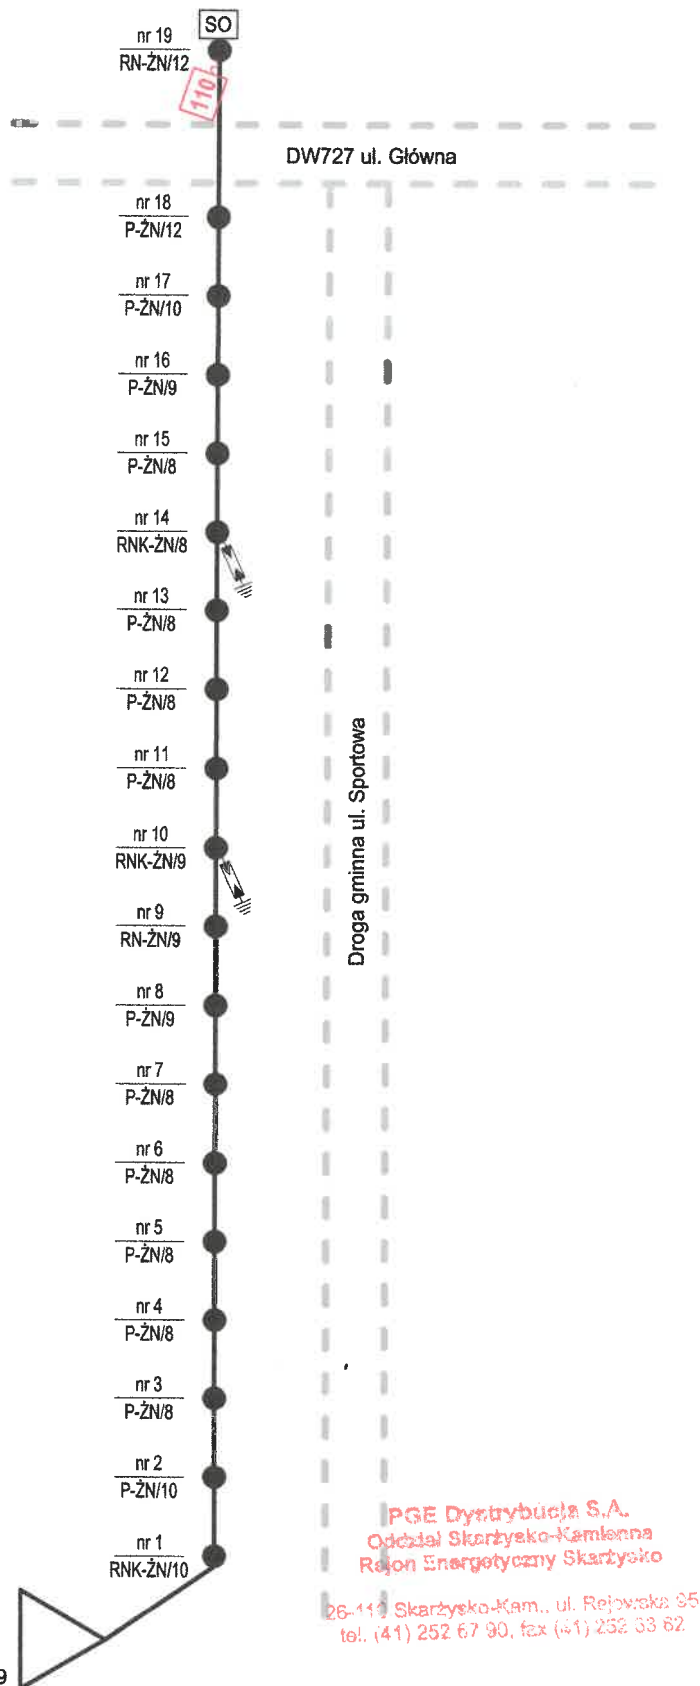 SO
nr 19
RN-ŻN/12
110
DW727 ul. Główna
nr 18
P-ŻN/12
nr 17
P-ŻN/10
nr 16
P-ŻN/9
nr 15
P-ŻN/8
nr 14
RNK-ŻN/8
nr 13
P-ŻN/8
nr 12
P-ŻN/8
nr 11
P-ŻN/8
nr 10
RNK-ŻN/9
nr 9
RN-ŻN/9
nr 8
P-ŻN/9
nr 7
P-ŻN/8
nr 6
P-ŻN/8
nr 5
P-ŻN/8
nr 4
P-ŻN/8
nr 3
P-ŻN/8
nr 2
P-ŻN/10
nr 1
RNK-ŻN/10
Droga gminna ul. Sportowa
PGE Dystrybucja S.A.
Oddział Skarżysko-Kamienna
Rejon Energetyczny Skarżysko
Skarżysko-Kam., ul. Rejowska 95
tel. (41) 252 67 90, fax (41) 252 63 62
9